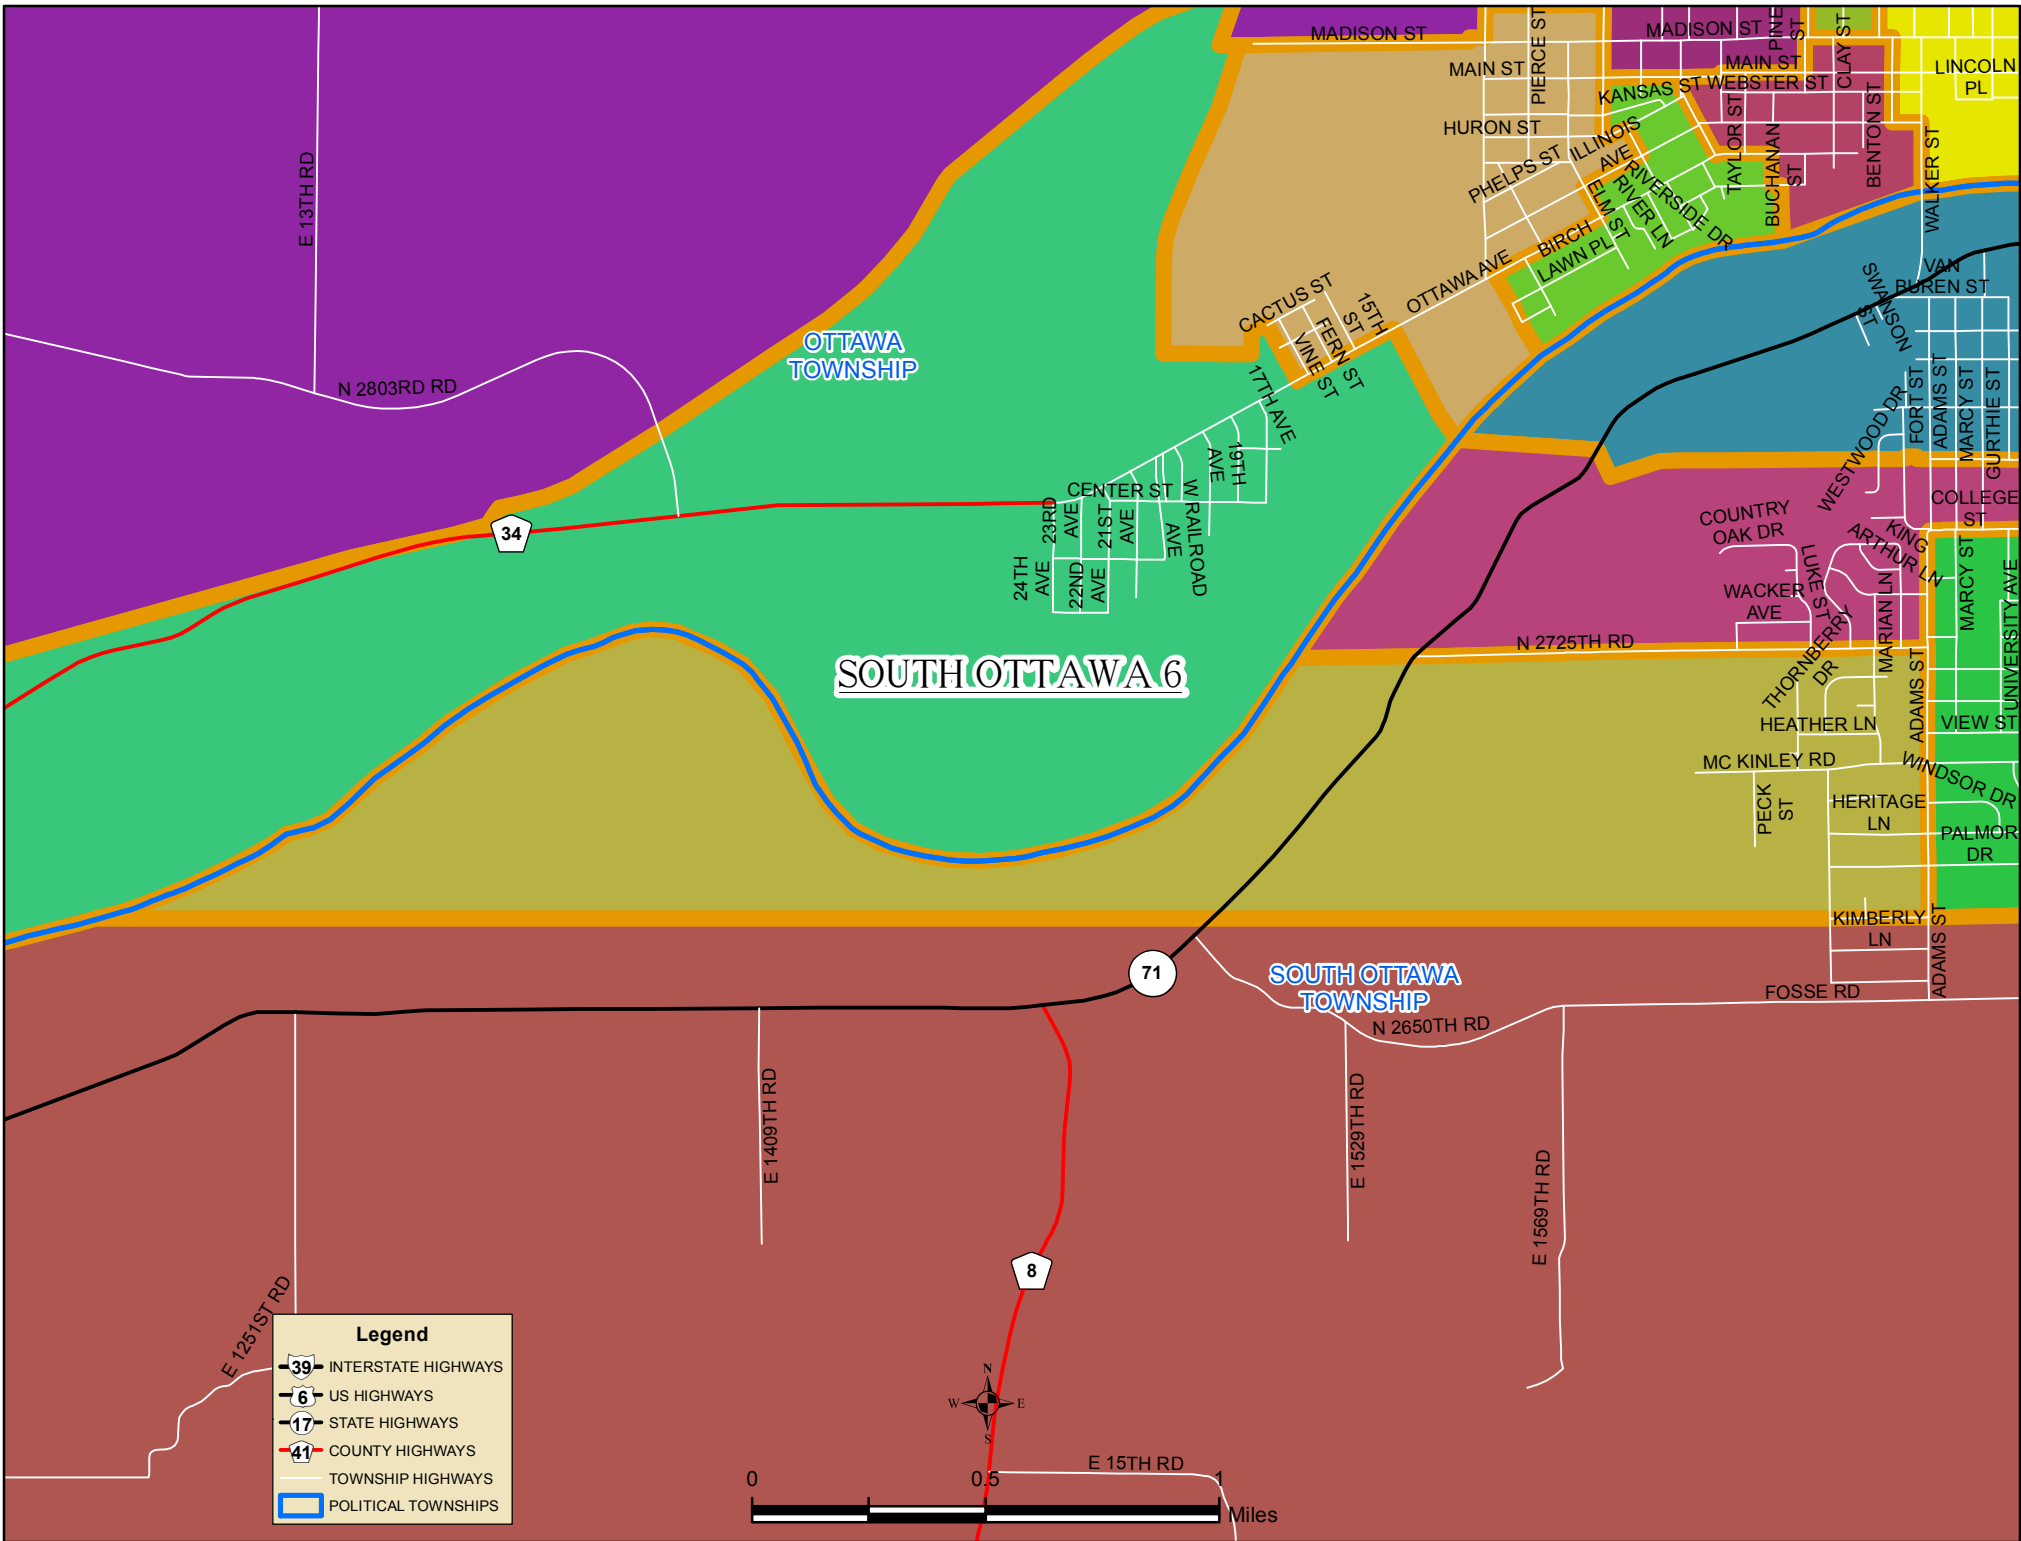 MADISON ST
PIERCE ST
MADISON ST
PINE
ST
CLAY ST
MAIN ST
MAIN ST
LINCOLN
PL
KANSAS ST
WEBSTER ST
HURON ST
ILLINOIS
AVE
TAYLOR ST
BUCHANAN
ST
BENTON ST
WALKER ST
E 13TH RD
PHELPS ST
ELM ST
RIVER LN
RIVERSIDE DR
BIRCH
LAWN PL
OTTAWA AVE
VAN
BUREN ST
SWANSON
ST
CACTUS ST
15TH
ST
FERN ST
VINE ST
OTTAWA
TOWNSHIP
N 2803RD RD
17TH AVE
WESTWOOD DR
FORT ST
ADAMS ST
MARCY ST
GURTHIE ST
19TH
AVE
CENTER ST
W RAILROAD
AVE
23RD
AVE
21ST
AVE
24TH
AVE
22ND
AVE
34
COLLEGE
ST
COUNTRY
OAK DR
KING
ARTHUR LN
LUKE ST
WACKER
AVE
MARIAN LN
MARCY ST
UNIVERSITY AVE
N 2725TH RD
THORNBERRY
DR
ADAMS ST
SOUTH OTTAWA 6
HEATHER LN
VIEW ST
MC KINLEY RD
WINDSOR DR
PECK
ST
HERITAGE
LN
PALMOR
DR
KIMBERLY
LN
ADAMS ST
71
SOUTH OTTAWA
TOWNSHIP
FOSSE RD
N 2650TH RD
E 1409TH RD
E 1529TH RD
E 1569TH RD
8
E 1251ST RD
Legend
39 INTERSTATE HIGHWAYS
6 US HIGHWAYS
17 STATE HIGHWAYS
41 COUNTY HIGHWAYS
TOWNSHIP HIGHWAYS
POLITICAL TOWNSHIPS
N
W E
S
E 15TH RD
0 0.5 1
Miles